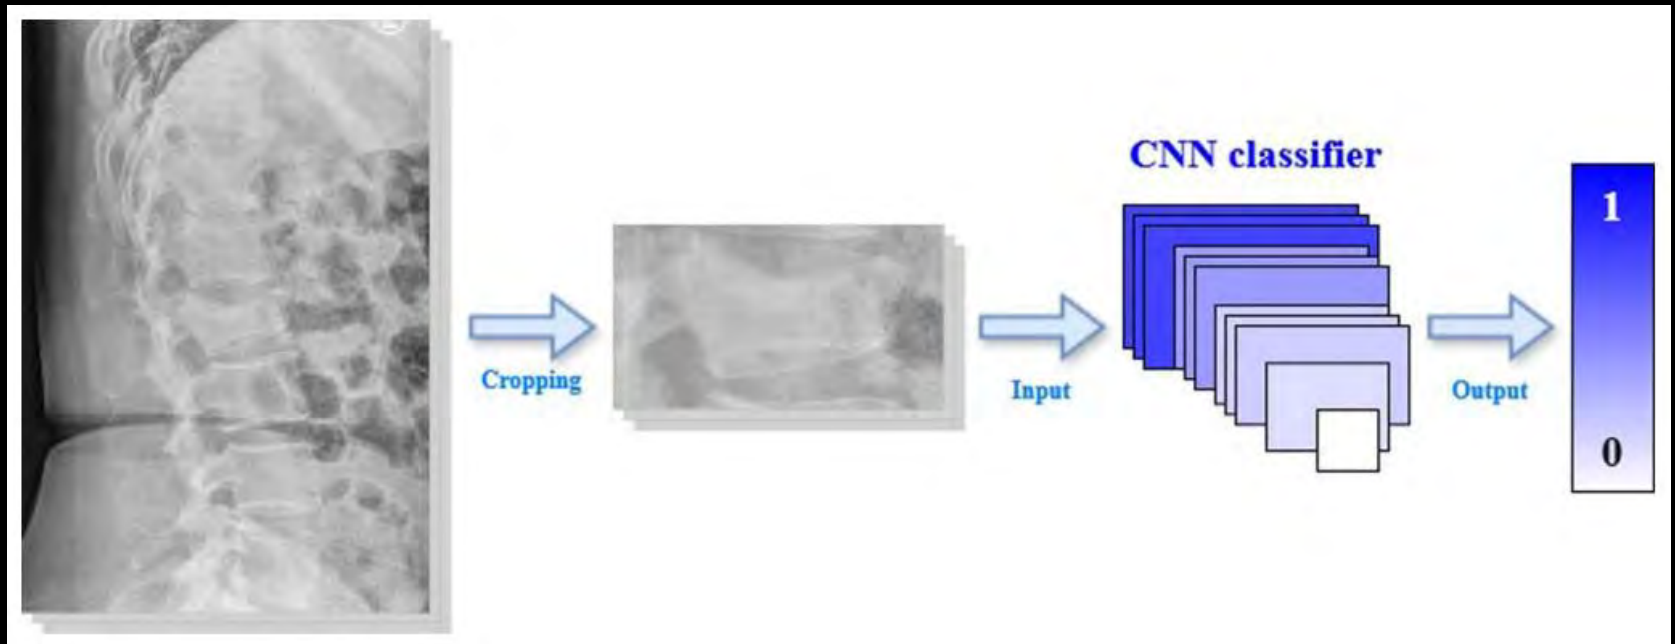 CNN classifier
1
Cropping
Input
Output
0